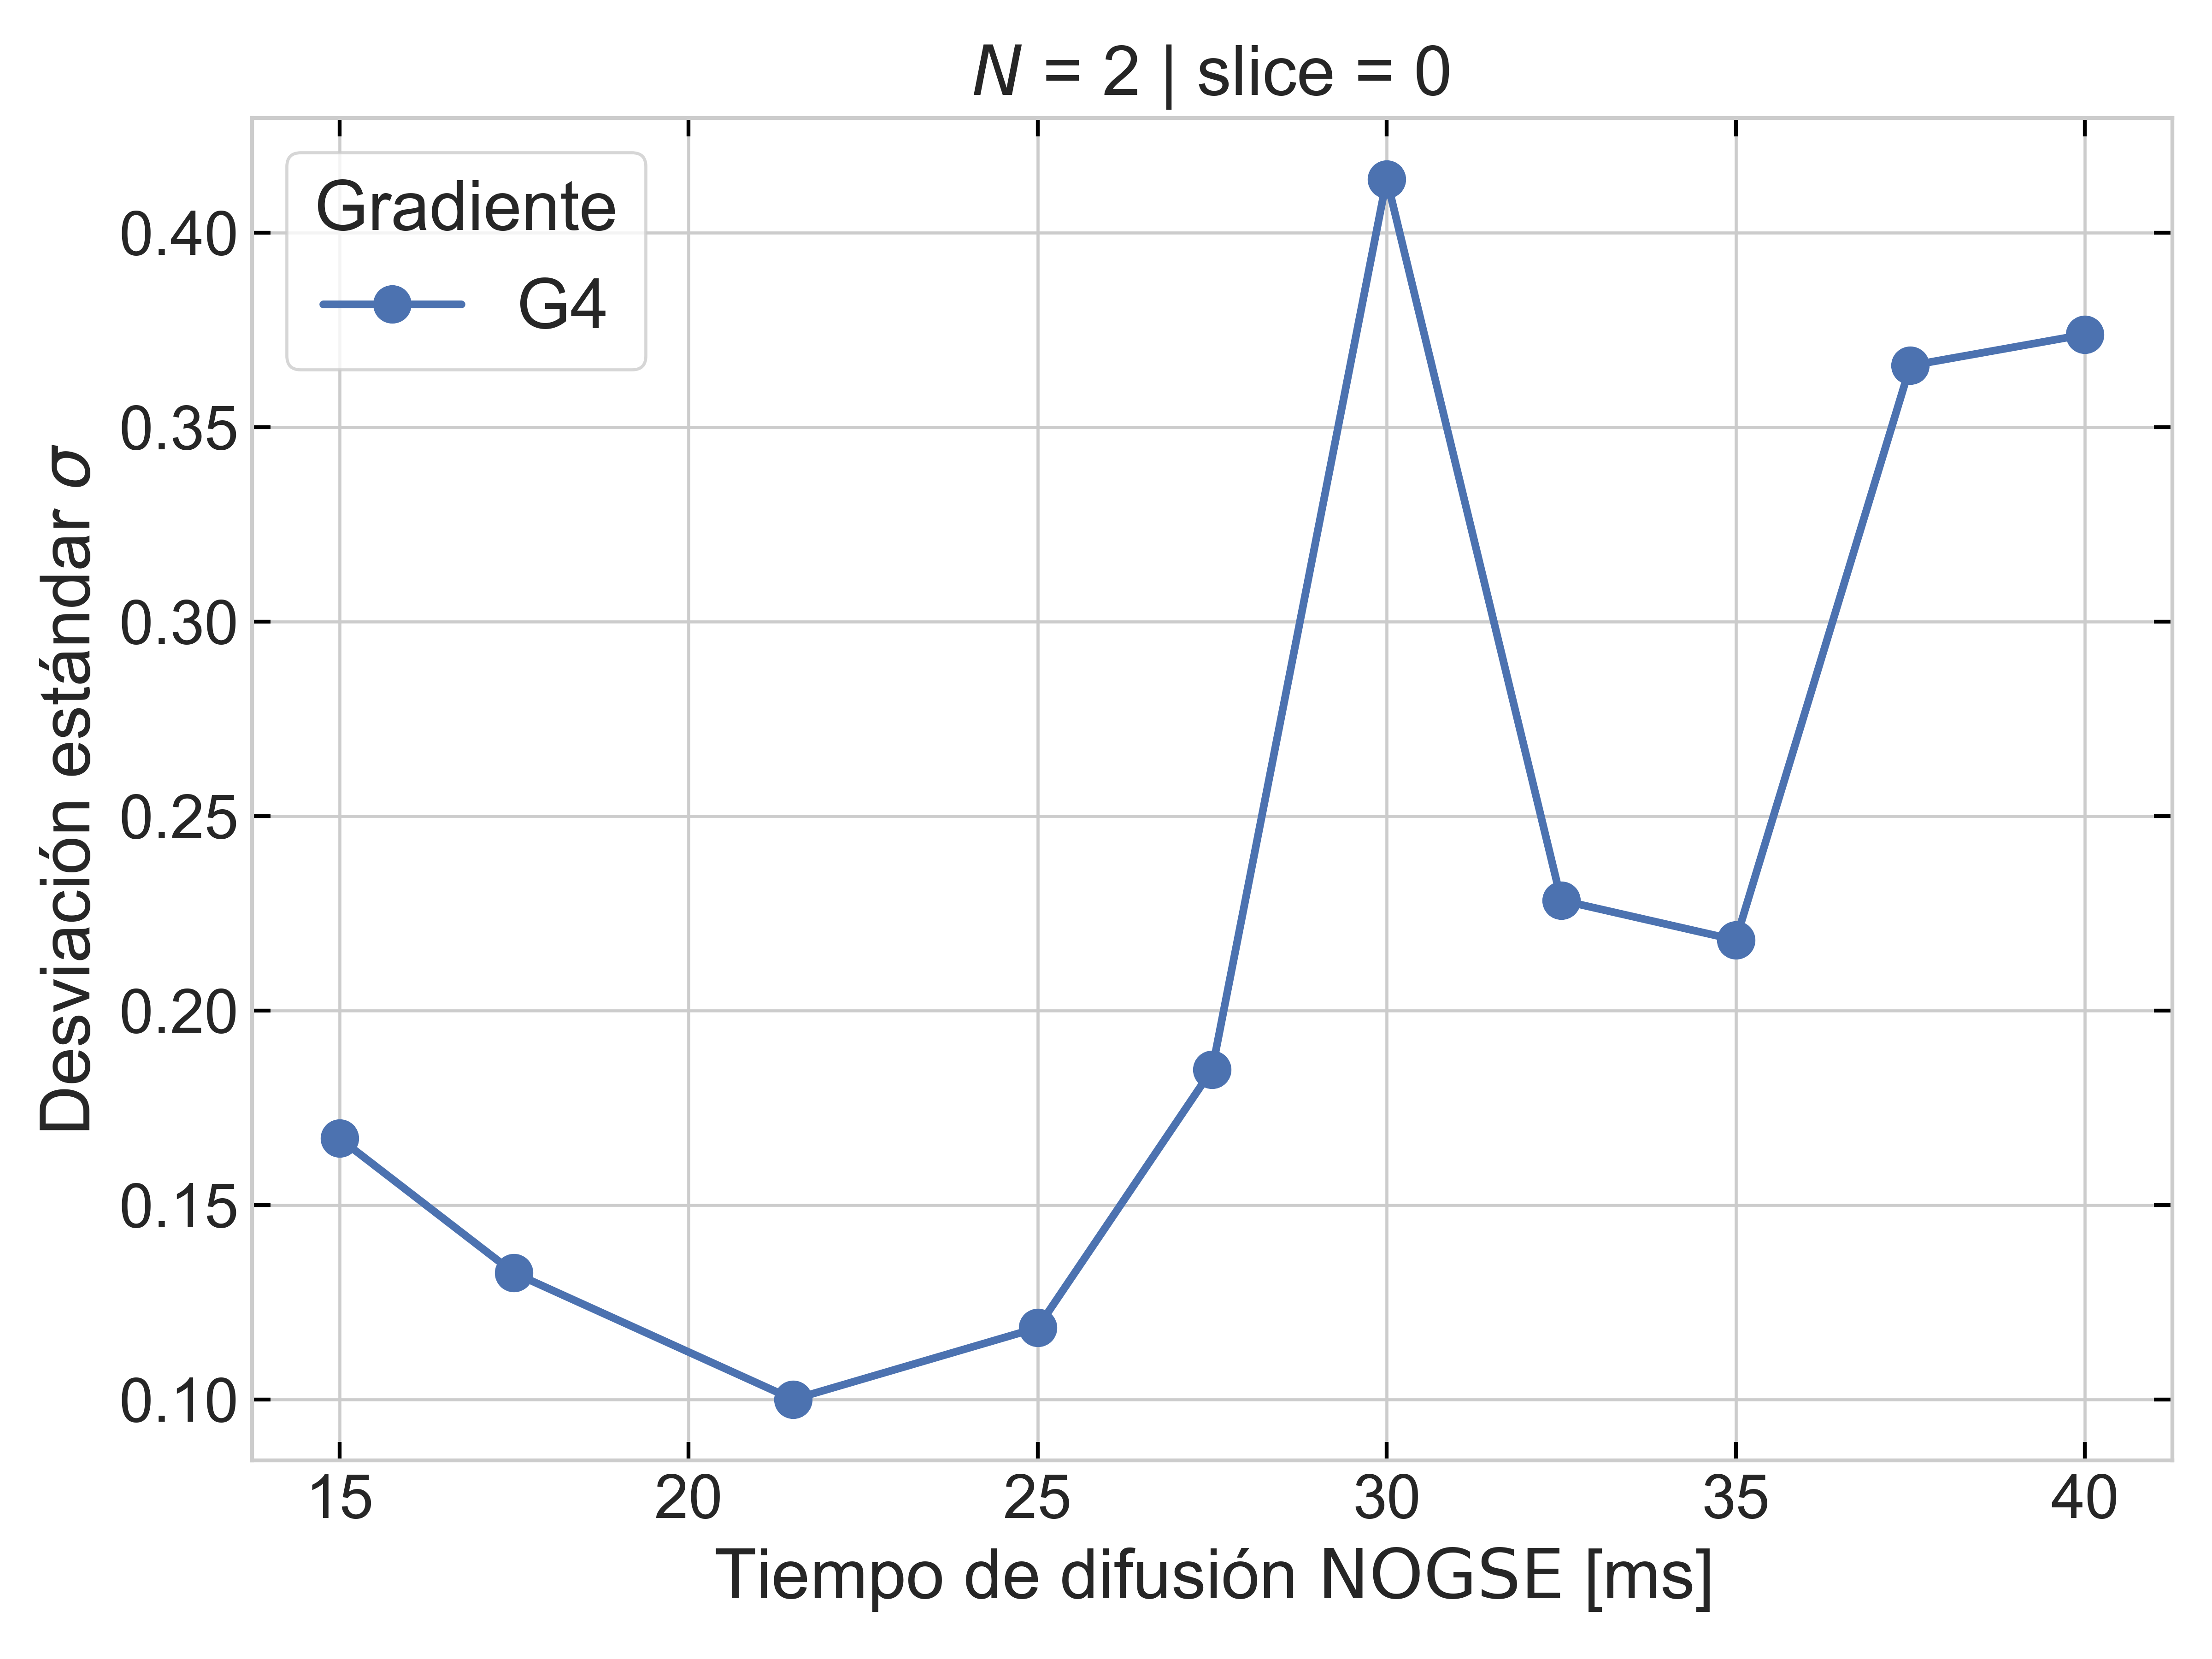 N = 2 | slice = 0
Gradiente
G4
Desviación estándar σ
0.40
0.35
0.30
0.25
0.20
0.15
0.10
15 20 25 30 35 40
Tiempo de difusión NOGSE [ms]